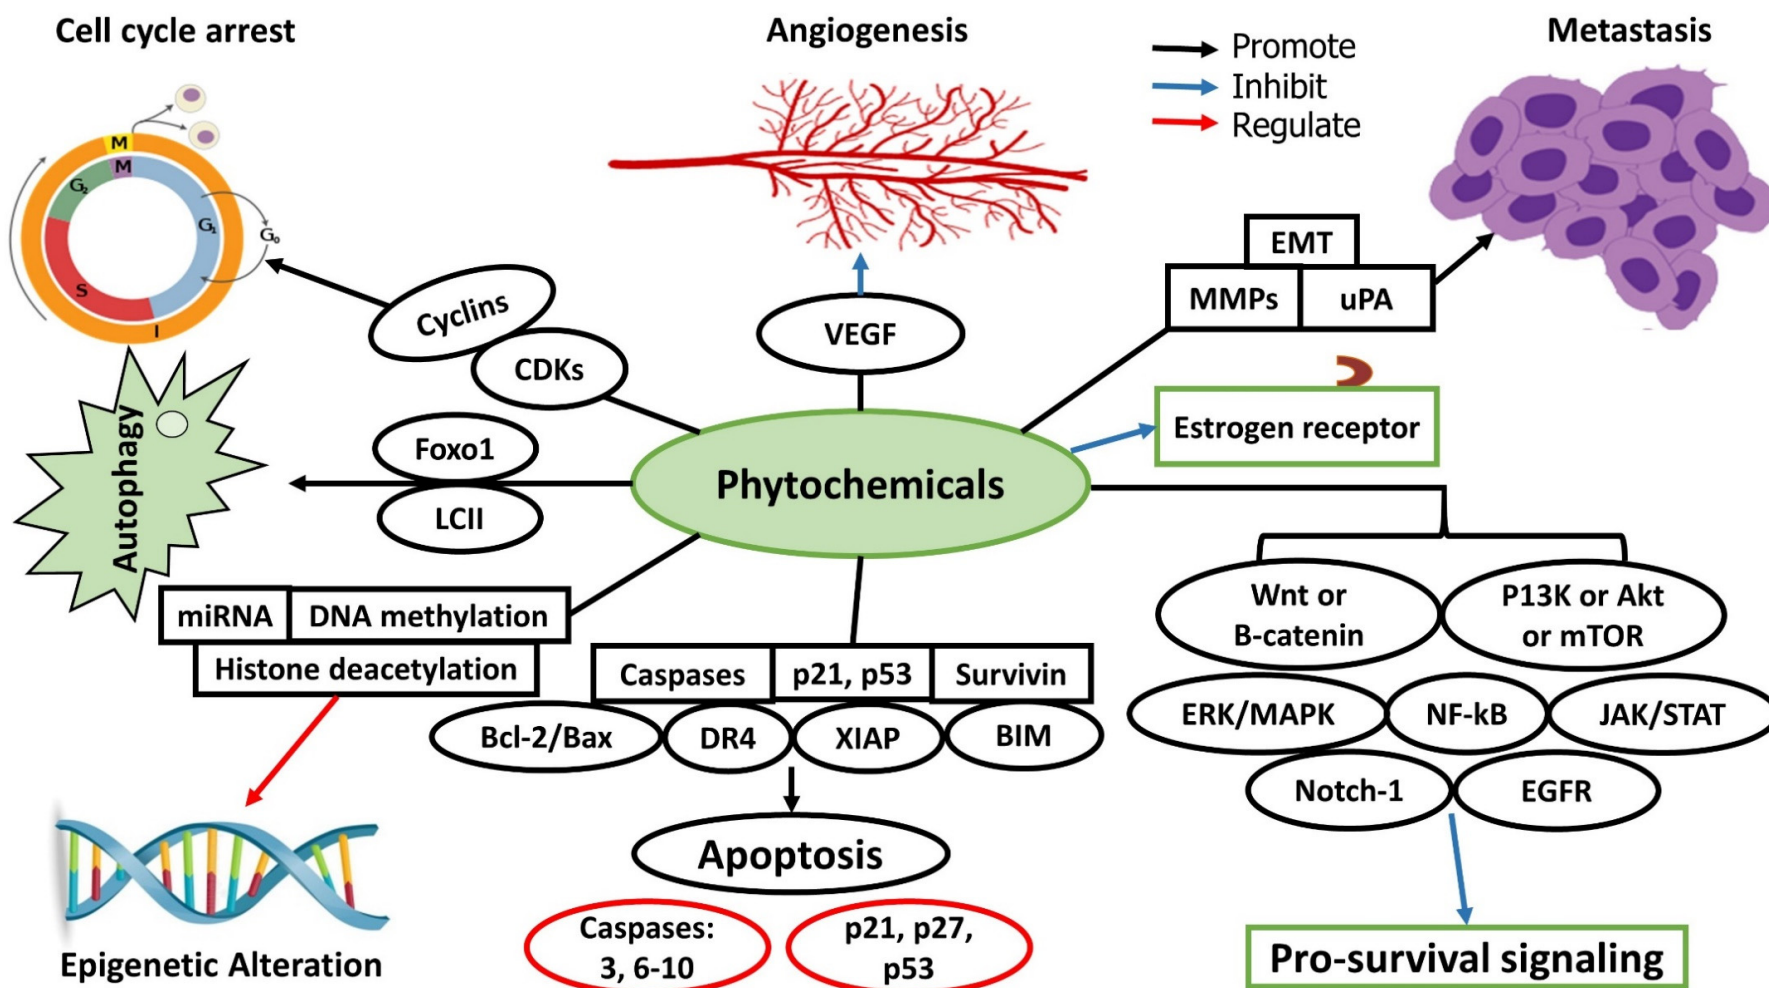 Cell cycle arrest
Angiogenesis
Promote
Inhibit
Regulate
Metastasis
M
M
G₂
G₁
G₀
S
I
EMT
MMPs
uPA
Cyclins
CDKs
VEGF
Estrogen receptor
Autophagy
Foxo1
LCII
Phytochemicals
miRNA
DNA methylation
Histone deacetylation
Caspases
p21, p53
Survivin
Bcl-2/Bax
DR4
XIAP
BIM
Wnt or
B-catenin
P13K or Akt
or mTOR
ERK/MAPK
NF-kB
JAK/STAT
Notch-1
EGFR
Apoptosis
Caspases:
3, 6-10
p21, p27,
p53
Epigenetic Alteration
Pro-survival signaling